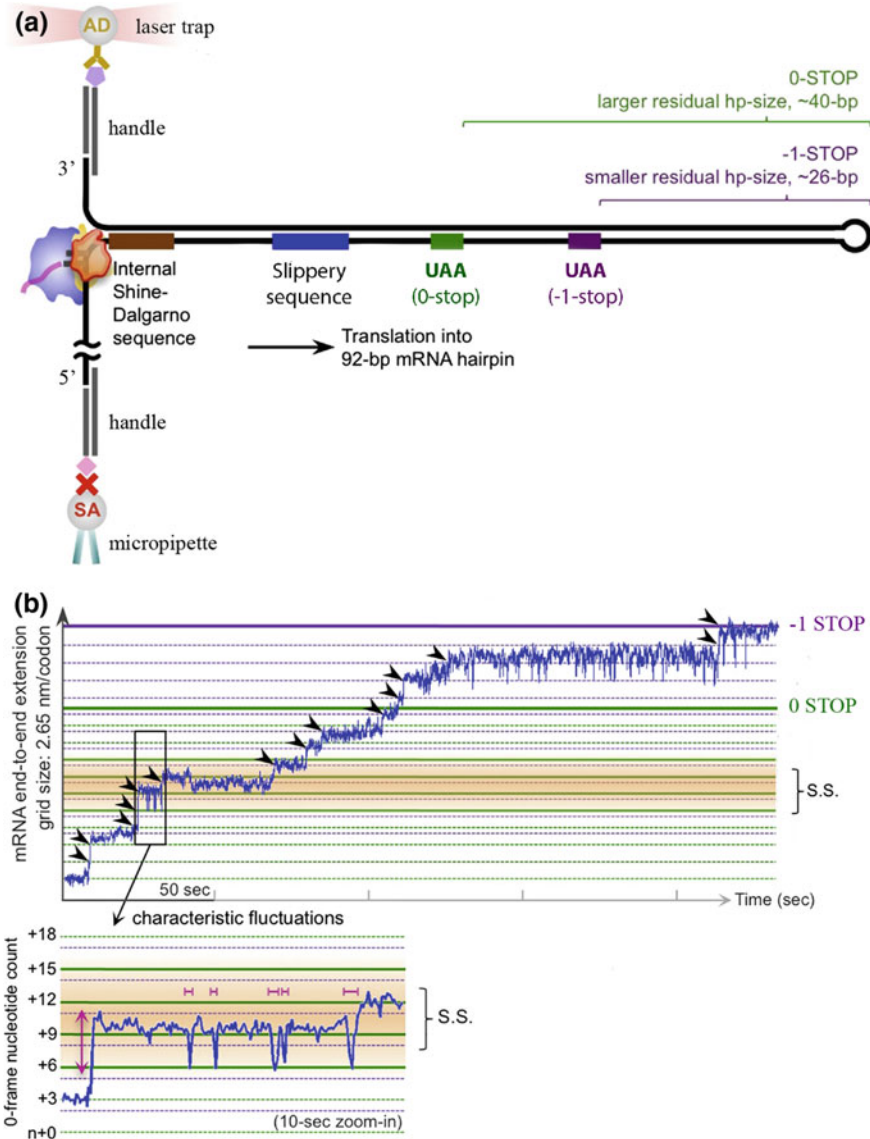 (a)
AD
laser trap
handle
3'
0-STOP
larger residual hp-size, ~40-bp
-1-STOP
smaller residual hp-size, ~26-bp
Internal
Shine-
Dalgarno
sequence
Slippery
sequence
UAA
(0-stop)
UAA
(-1-stop)
Translation into
92-bp mRNA hairpin
5'
handle
SA
micropipette
(b)
mRNA end-to-end extension
grid size: 2.65 nm/codon
-1 STOP
0 STOP
S.S.
50 sec
Time (sec)
characteristic fluctuations
0-frame nucleotide count
+18
+15
+12
+9
+6
+3
n+0
S.S.
(10-sec zoom-in)